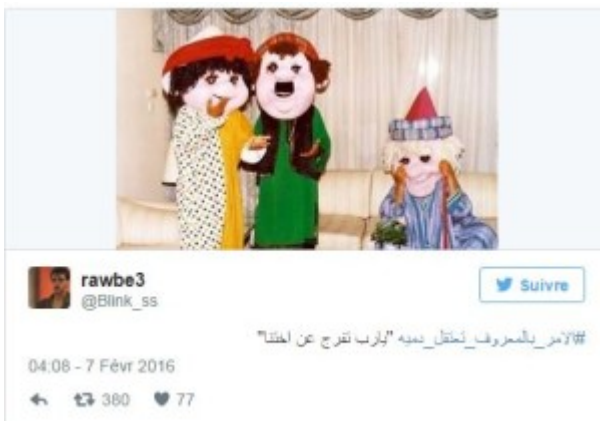 rawbe3
@Blink_ss
Suivre
#الامر_بالمعروف_تعتقل_دميه "يارب تفرج عن اختنا"
04:08 - 7 Févr 2016
380 77